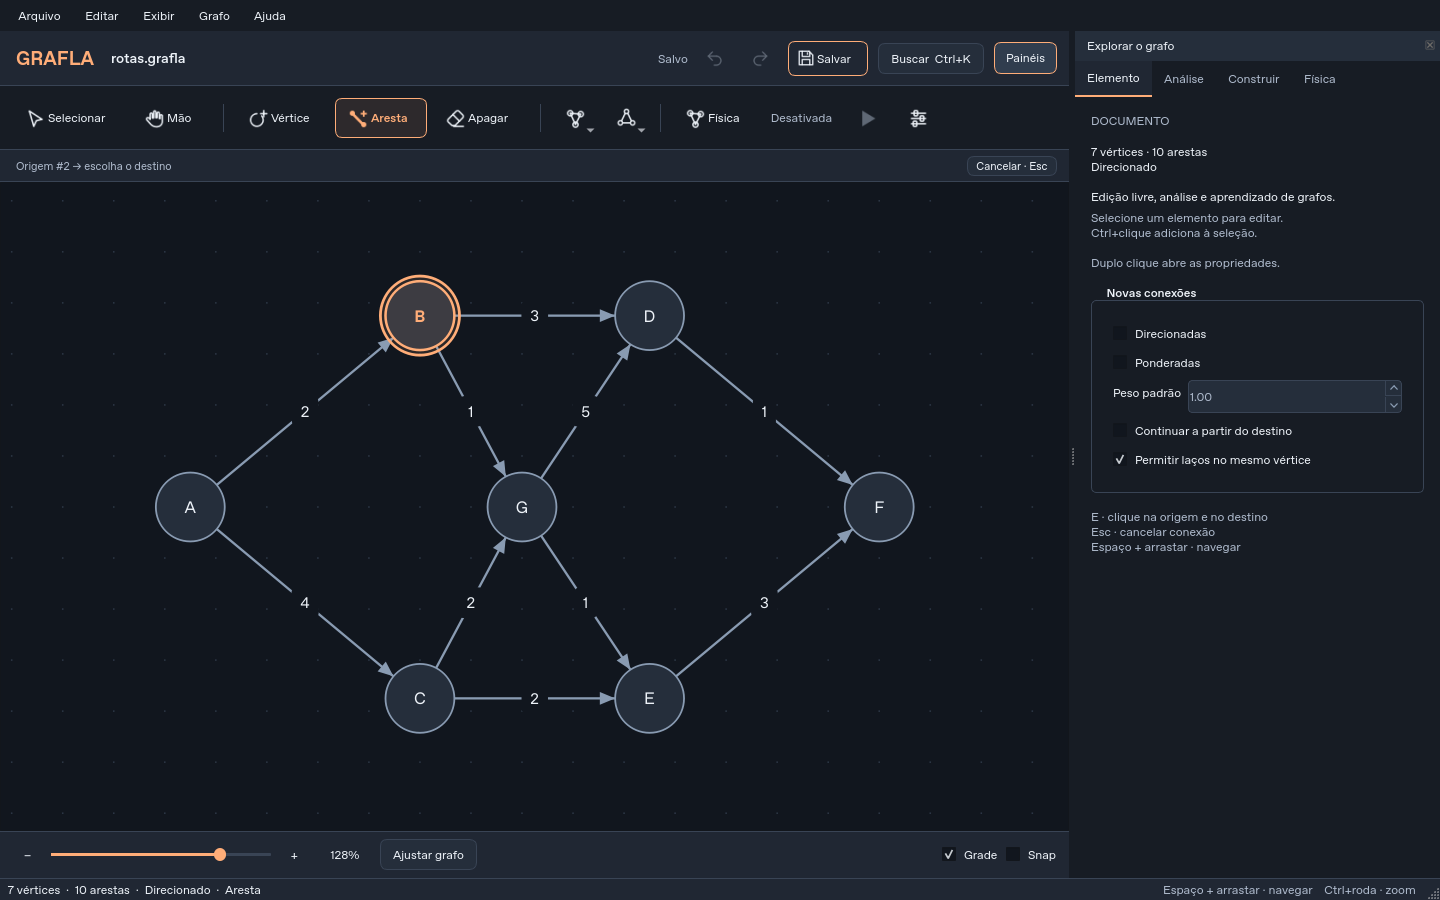 Arquivo Editar Exibir Grafo Ajuda
GRAFLA rotas.grafla Salvo Salvar Buscar Ctrl+K Painéis
Selecionar Mão Vértice Aresta Apagar Física Desativada
Origem #2 → escolha o destino Cancelar · Esc
B 3 D
2 1 5 1
A G F
4 2 1 3
C 2 E
− + 128% Ajustar grafo Grade Snap
7 vértices · 10 arestas · Direcionado · Aresta Espaço + arrastar · navegar Ctrl+roda · zoom
Explorar o grafo
Elemento Análise Construir Física
DOCUMENTO
7 vértices · 10 arestas
Direcionado
Edição livre, análise e aprendizado de grafos.
Selecione um elemento para editar.
Ctrl+clique adiciona à seleção.
Duplo clique abre as propriedades.
Novas conexões
Direcionadas
Ponderadas
Peso padrão 1.00
Continuar a partir do destino
Permitir laços no mesmo vértice
E · clique na origem e no destino
Esc · cancelar conexão
Espaço + arrastar · navegar